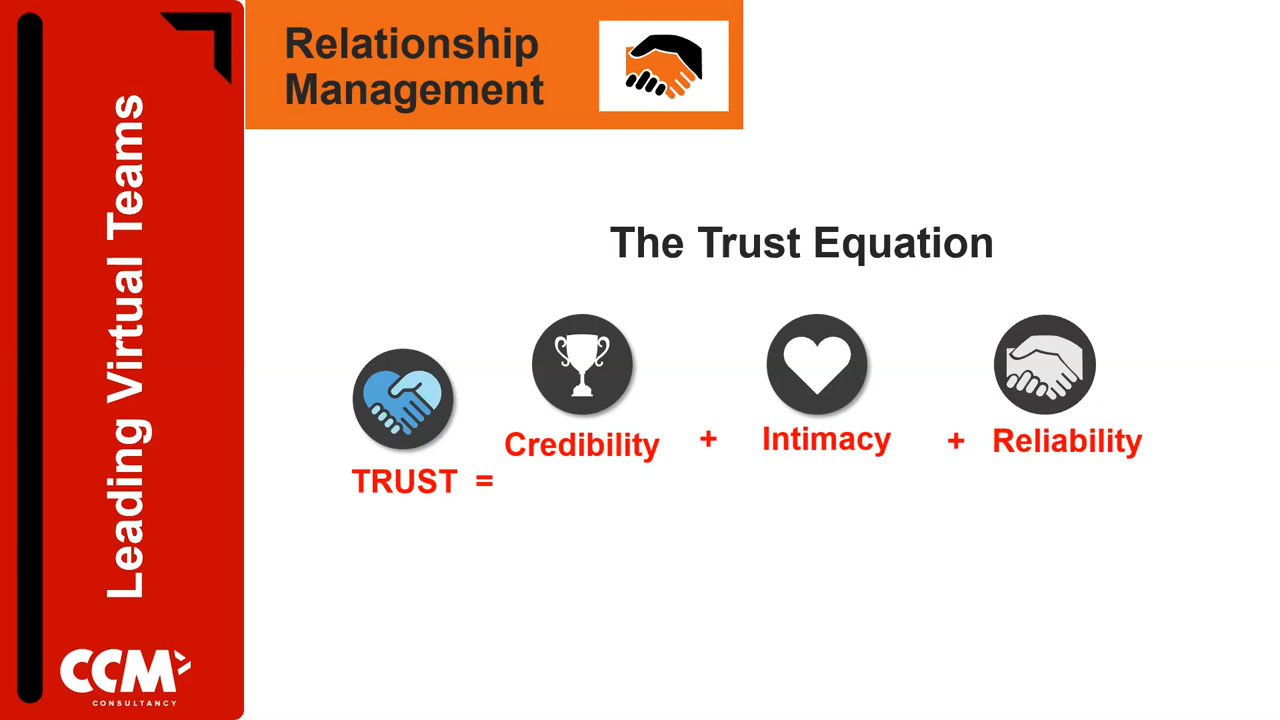 Leading Virtual Teams
CCM
CONSULTANCY
Relationship
Management
The Trust Equation
TRUST = Credibility + Intimacy + Reliability